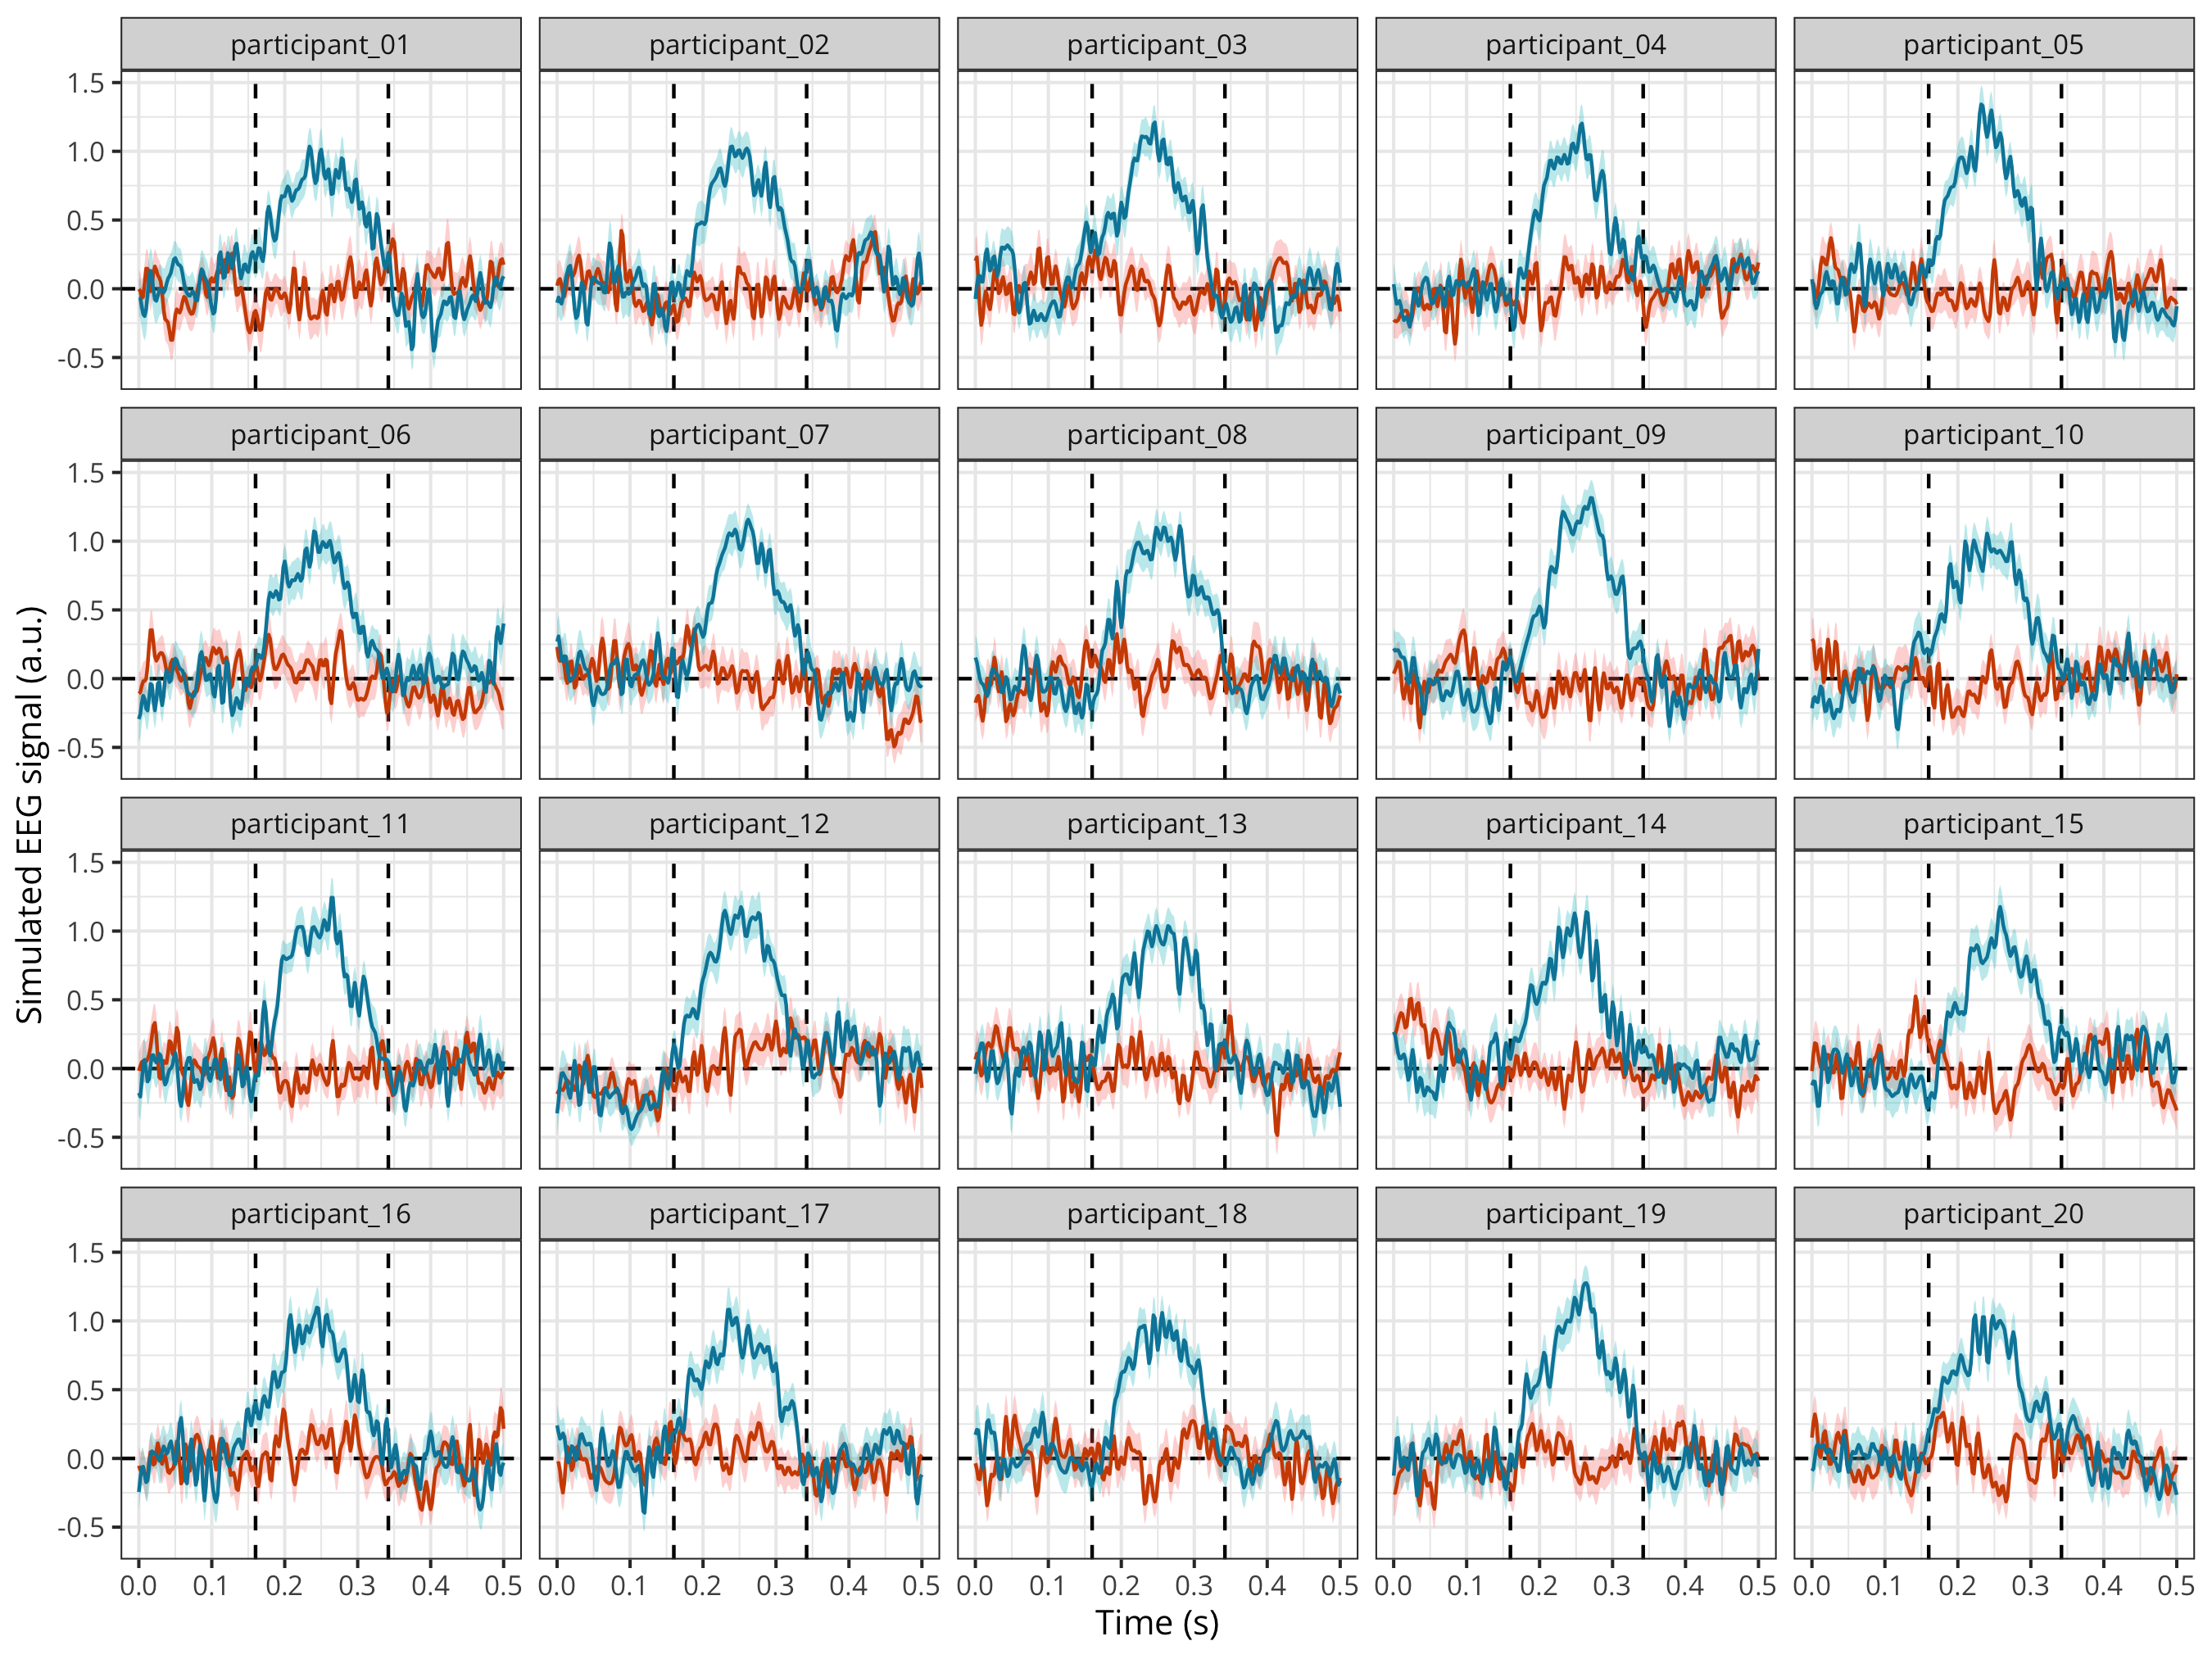 participant_01 participant_02 participant_03 participant_04 participant_05
1.5
1.0
0.5
0.0
-0.5
participant_06 participant_07 participant_08 participant_09 participant_10
1.5
1.0
0.5
0.0
-0.5
participant_11 participant_12 participant_13 participant_14 participant_15
1.5
1.0
0.5
0.0
-0.5
participant_16 participant_17 participant_18 participant_19 participant_20
1.5
1.0
0.5
0.0
-0.5
0.0 0.1 0.2 0.3 0.4 0.5 0.0 0.1 0.2 0.3 0.4 0.5 0.0 0.1 0.2 0.3 0.4 0.5 0.0 0.1 0.2 0.3 0.4 0.5 0.0 0.1 0.2 0.3 0.4 0.5
Time (s)
Simulated EEG signal (a.u.)